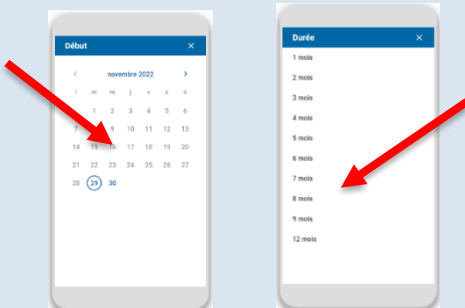 Début ×
< novembre 2022 >
l m m j v s d
1 2 3 4 5 6
7 9 10 11 12 13
14 15 16 17 18 19 20
21 22 23 24 25 26 27
28 29 30
Durée ×
1 mois
2 mois
3 mois
4 mois
5 mois
6 mois
7 mois
8 mois
9 mois
12 mois